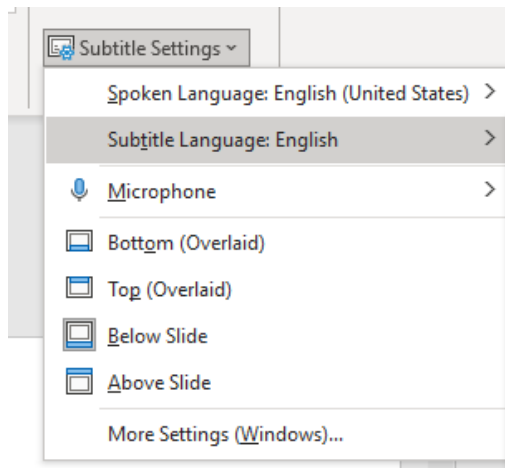 Subtitle Settings
Spoken Language: English (United States)
Subtitle Language: English
Microphone
Bottom (Overlaid)
Top (Overlaid)
Below Slide
Above Slide
More Settings (Windows)...